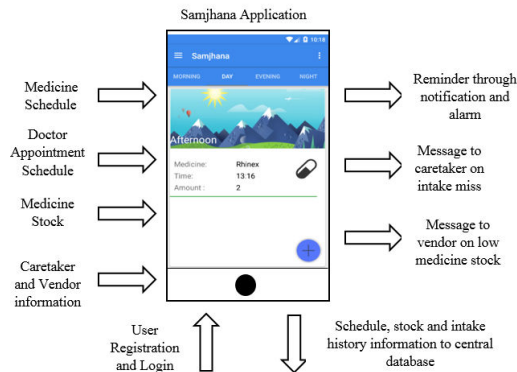 Samjhana Application
10:18
Samjhana
MORNING DAY EVENING NIGHT
Afternoon
Medicine: Rhinex
Time: 13:16
Amount : 2
Medicine
Schedule
Doctor
Appointment
Schedule
Medicine
Stock
Caretaker
and Vendor
information
Reminder through
notification and
alarm
Message to
caretaker on
intake miss
Message to
vendor on low
medicine stock
User
Registration
and Login
Schedule, stock and intake
history information to central
database